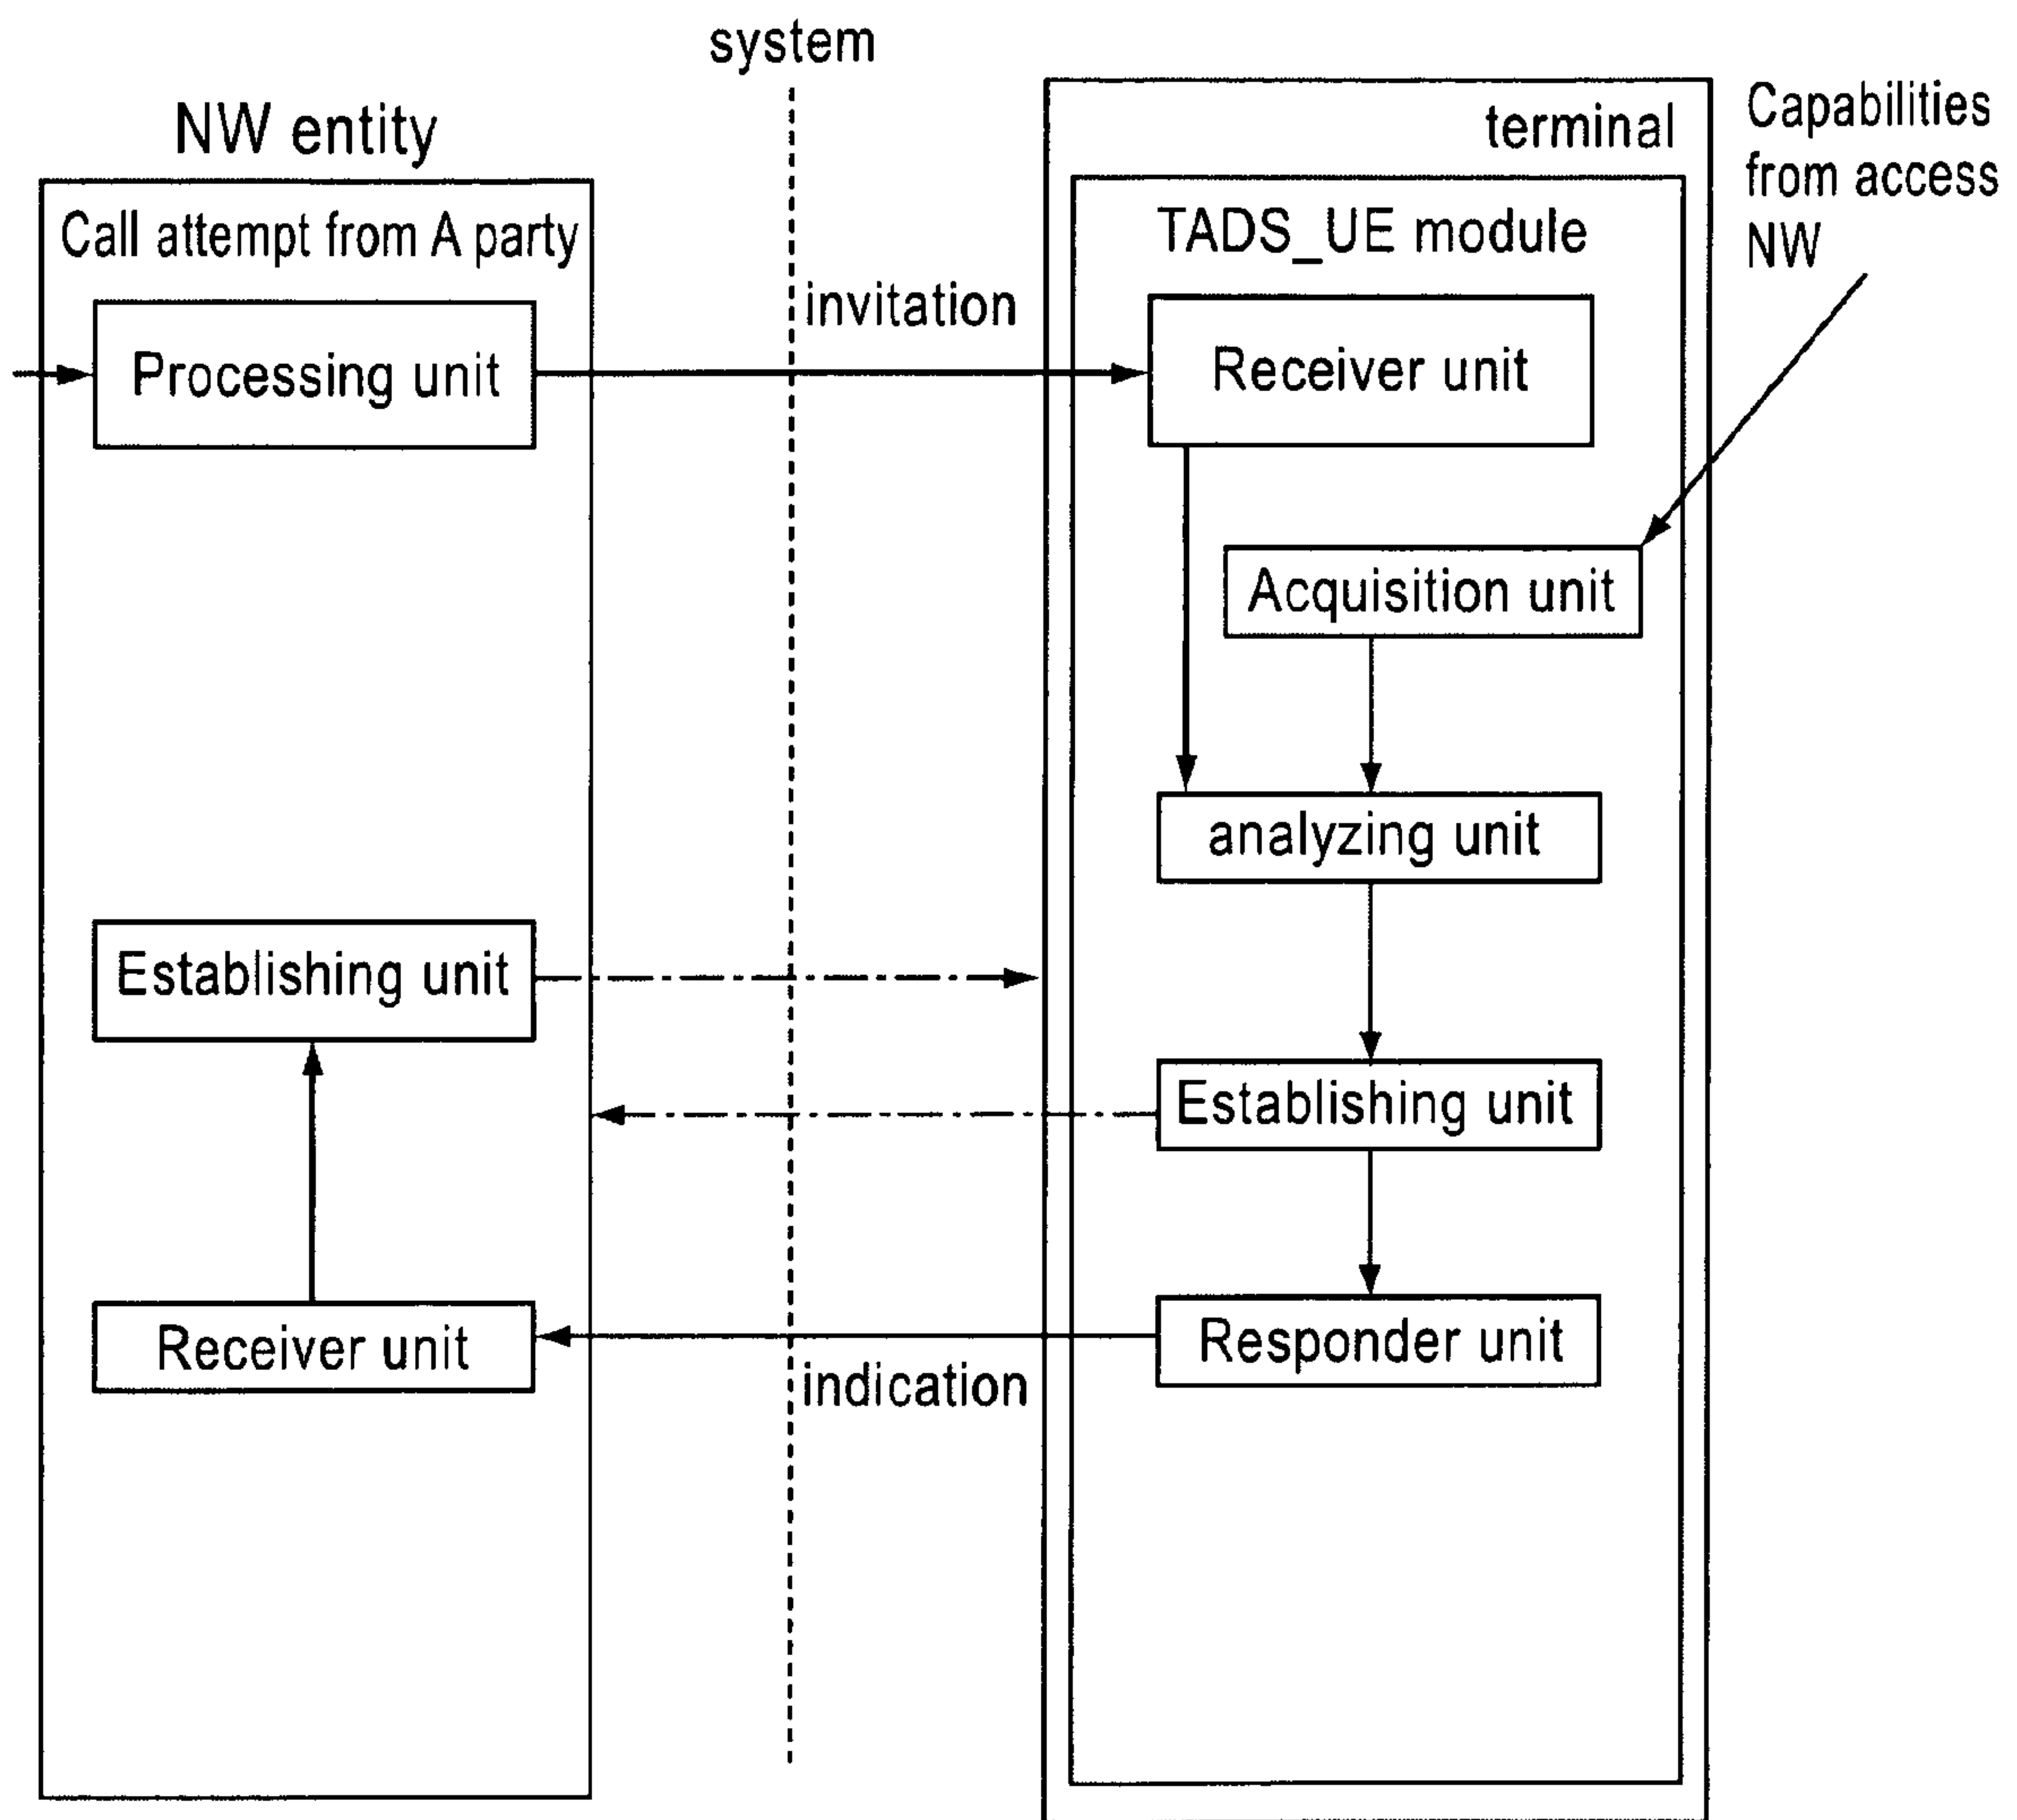 system
NW entity
terminal
Capabilities
from access
NW
Call attempt from A party
TADS_UE module
invitation
Processing unit
Receiver unit
Acquisition unit
analyzing unit
Establishing unit
Establishing unit
Receiver unit
Responder unit
indication